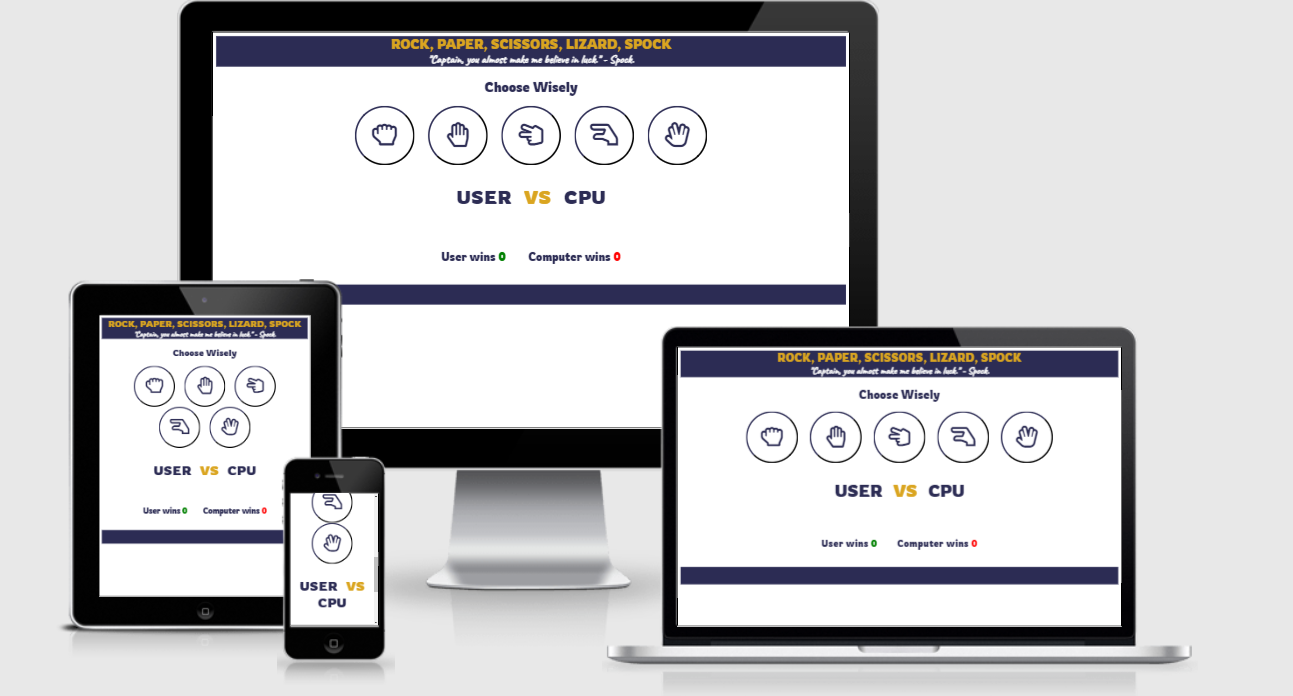 ROCK, PAPER, SCISSORS, LIZARD, SPOCK
"Captain, you almost make me believe in luck." - Spock.
Choose Wisely
USER VS CPU
User wins 0 Computer wins 0
ROCK, PAPER, SCISSORS, LIZARD, SPOCK
"Captain, you almost make me believe in luck." - Spock.
Choose Wisely
USER VS CPU
User wins 0 Computer wins 0
USER VS
CPU
ROCK, PAPER, SCISSORS, LIZARD, SPOCK
"Captain, you almost make me believe in luck." - Spock.
Choose Wisely
USER VS CPU
User wins 0 Computer wins 0